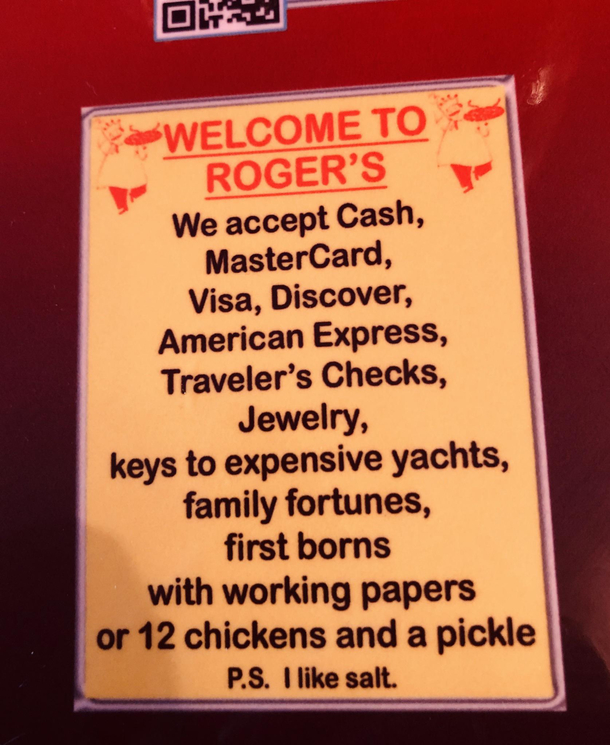 WELCOME TO
ROGER'S
We accept Cash,
MasterCard,
Visa, Discover,
American Express,
Traveler's Checks,
Jewelry,
keys to expensive yachts,
family fortunes,
first borns
with working papers
or 12 chickens and a pickle
P.S. I like salt.